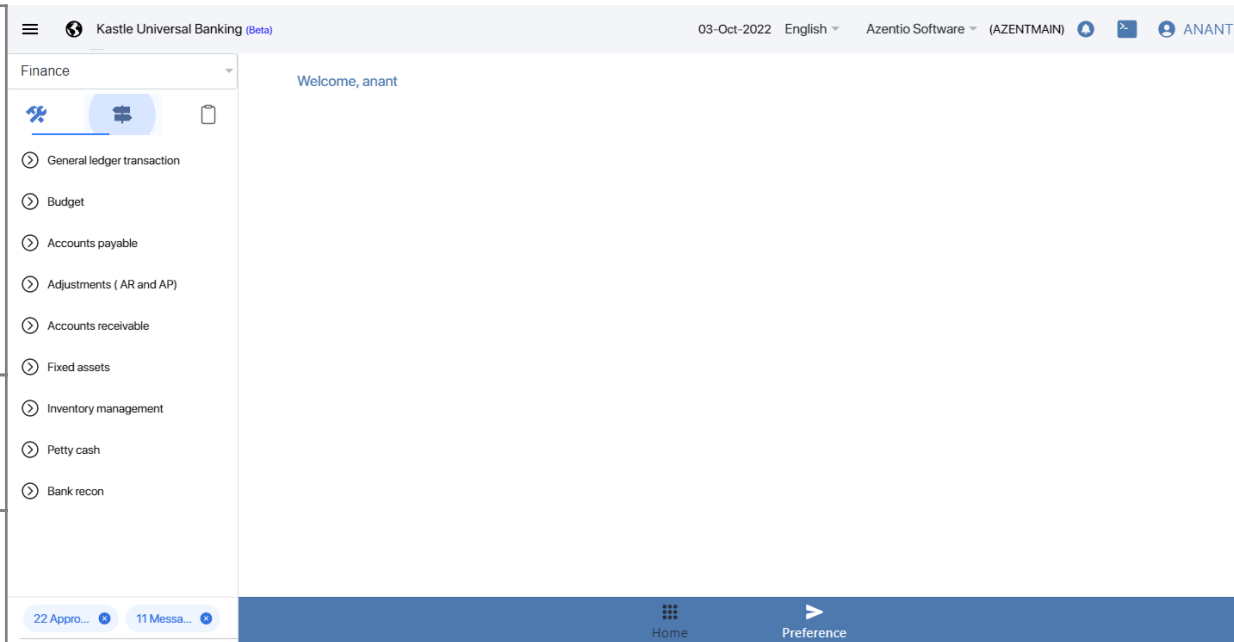 Kastle Universal Banking (Beta) 03-Oct-2022 English Azentio Software (AZENTMAIN) ANANT
Finance
Welcome, anant
General ledger transaction
Budget
Accounts payable
Adjustments ( AR and AP)
Accounts receivable
Fixed assets
Inventory management
Petty cash
Bank recon
22 Appro... 11 Messa...
Home Preference